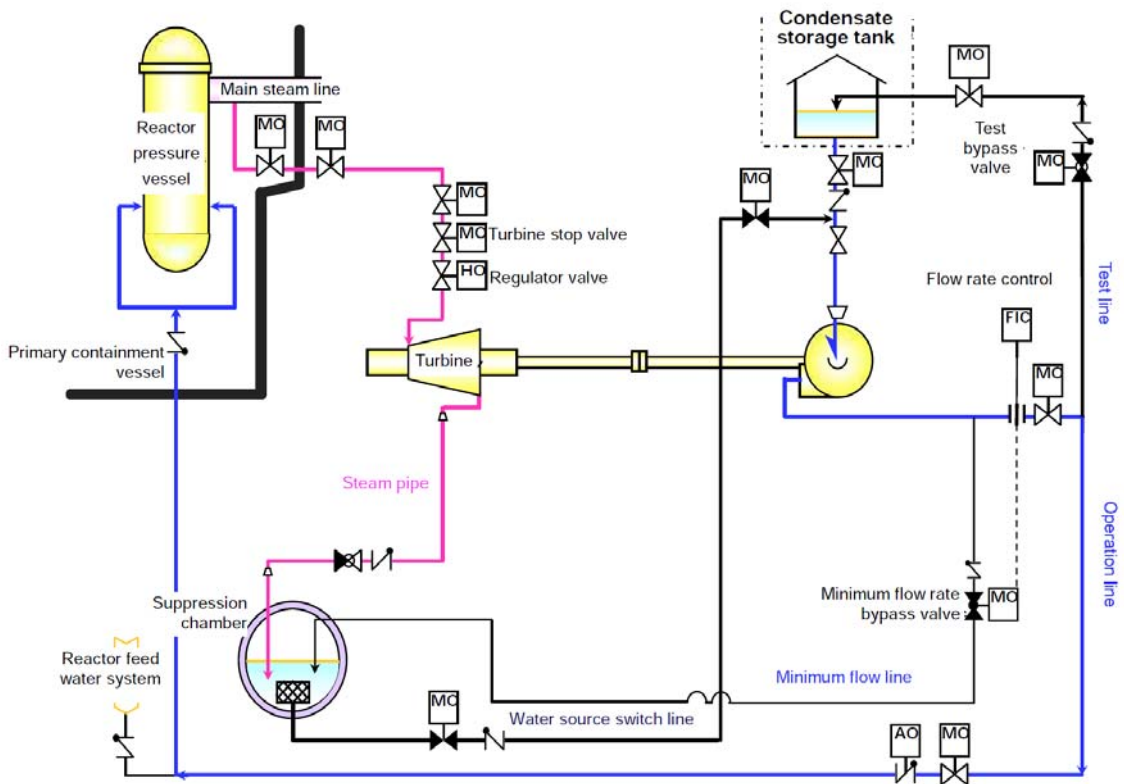 Condensate
storage tank
MO
Main steam line
Reactor
pressure
vessel
MO
MO
Test
bypass
valve
MO
MO
MO
MO
MO
Turbine stop valve
HO
Regulator valve
Flow rate control
Test line
FIC
Primary containment
vessel
Turbine
MO
Steam pipe
Operation line
Suppression
chamber
Minimum flow rate
bypass valve
MO
Reactor feed
water system
Minimum flow line
MO
Water source switch line
AO
MO